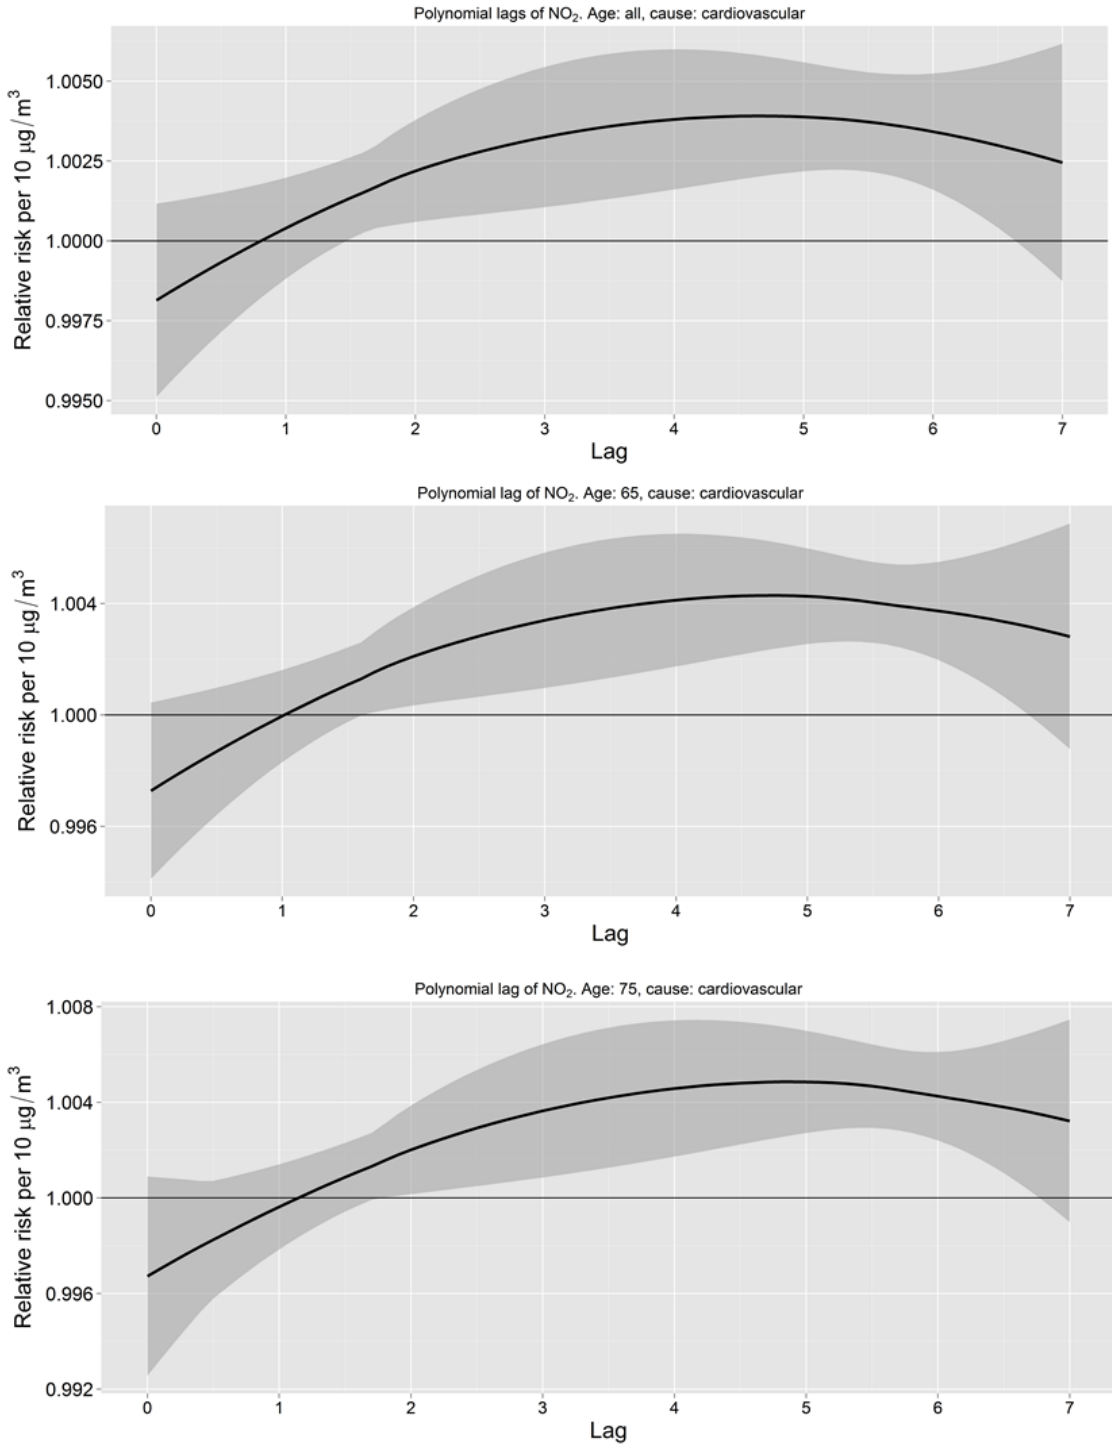 Polynomial lags of NO₂. Age: all, cause: cardiovascular
Relative risk per 10 μg/m³
1.0050
1.0025
1.0000
0.9975
0.9950
0 1 2 3 4 5 6 7
Lag
Polynomial lag of NO₂. Age: 65, cause: cardiovascular
Relative risk per 10 μg/m³
1.004
1.000
0.996
0 1 2 3 4 5 6 7
Lag
Polynomial lag of NO₂. Age: 75, cause: cardiovascular
Relative risk per 10 μg/m³
1.008
1.004
1.000
0.996
0.992
0 1 2 3 4 5 6 7
Lag